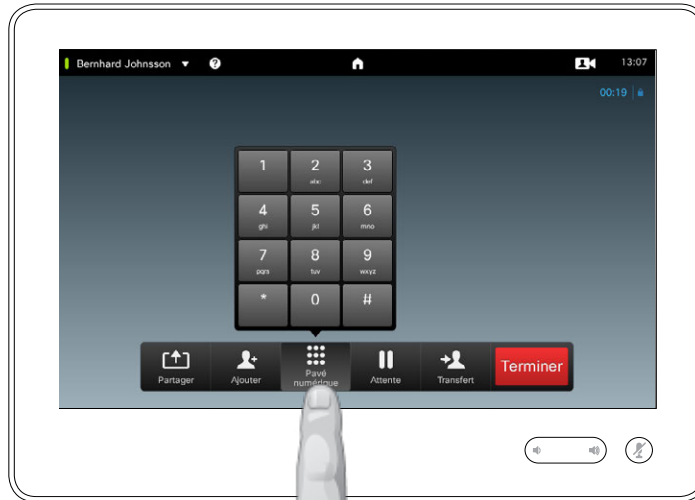 Bernhard Johnsson
?
13:07
00:19
1 2 3
abc def
4 5 6
ghi jkl mno
7 8 9
pqrs tuv wxyz
* 0 #
Partager Ajouter Pavé numérique Attente Transfert Terminer